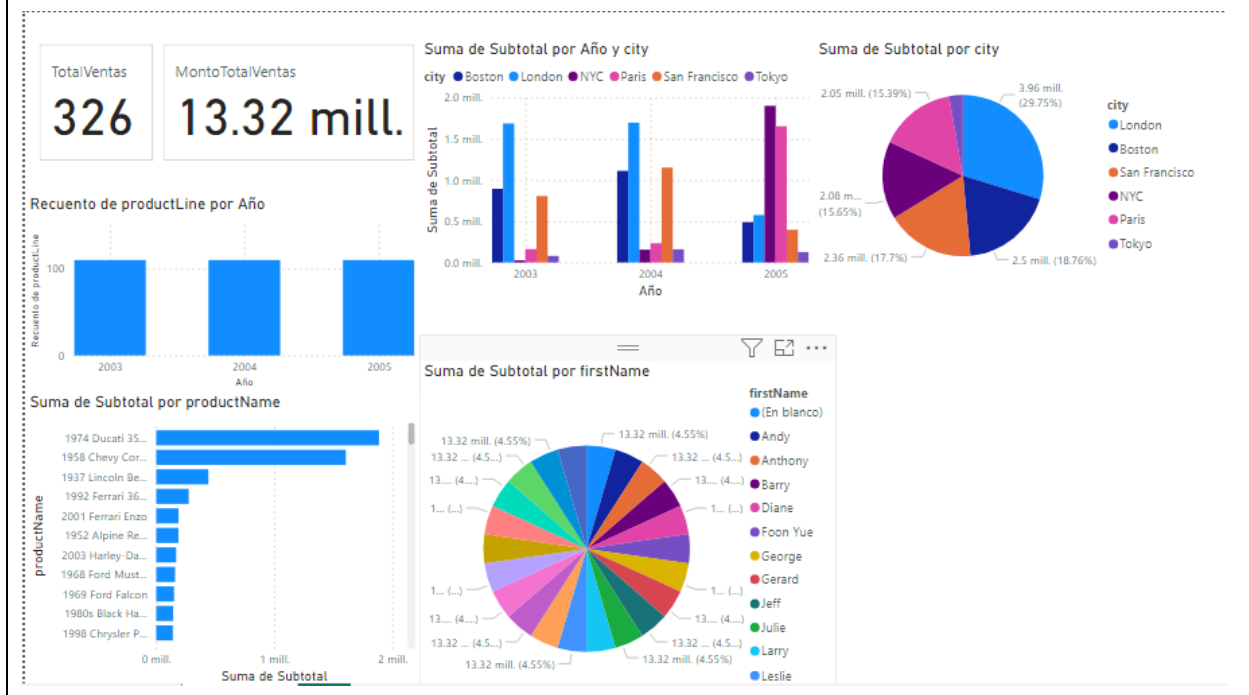 TotalVentas
326
MontoTotalVentas
13.32 mill.
Suma de Subtotal por Año y city
city Boston London NYC Paris San Francisco Tokyo
2.0 mill.
1.5 mill.
1.0 mill.
0.5 mill.
0.0 mill.
Suma de Subtotal
2003 2004 2005
Año
Suma de Subtotal por city
2.05 mill. (15.39%)
3.96 mill.
(29.75%)
2.08 m...
(15.65%)
2.36 mill. (17.7%)
2.5 mill. (18.76%)
city
London
Boston
San Francisco
NYC
Paris
Tokyo
Recuento de productLine por Año
Recuento de productLine
100
0
2003 2004 2005
Año
Suma de Subtotal por productName
productName
1974 Ducati 35...
1958 Chevy Cor...
1937 Lincoln Be...
1992 Ferrari 36...
2001 Ferrari Enzo
1952 Alpine Re...
2003 Harley-Da...
1968 Ford Must...
1969 Ford Falcon
1980s Black Ha...
1998 Chrysler P...
0 mill. 1 mill. 2 mill.
Suma de Subtotal
Suma de Subtotal por firstName
13.32 mill. (4.55%)
13.32 ... (4.5...)
13.... (4....)
1... (...)
1... (...)
13.... (4....)
13.32 ... (4.5...)
13.32 mill. (4.55%)
13.32 mill. (4.55%)
13.32 ... (4.5...)
13.... (4....)
1... (...)
1... (...)
13.... (4....)
13.32 ... (4.5...)
13.32 mill. (4.55%)
firstName
(En blanco)
Andy
Anthony
Barry
Diane
Foon Yue
George
Gerard
Jeff
Julie
Larry
Leslie